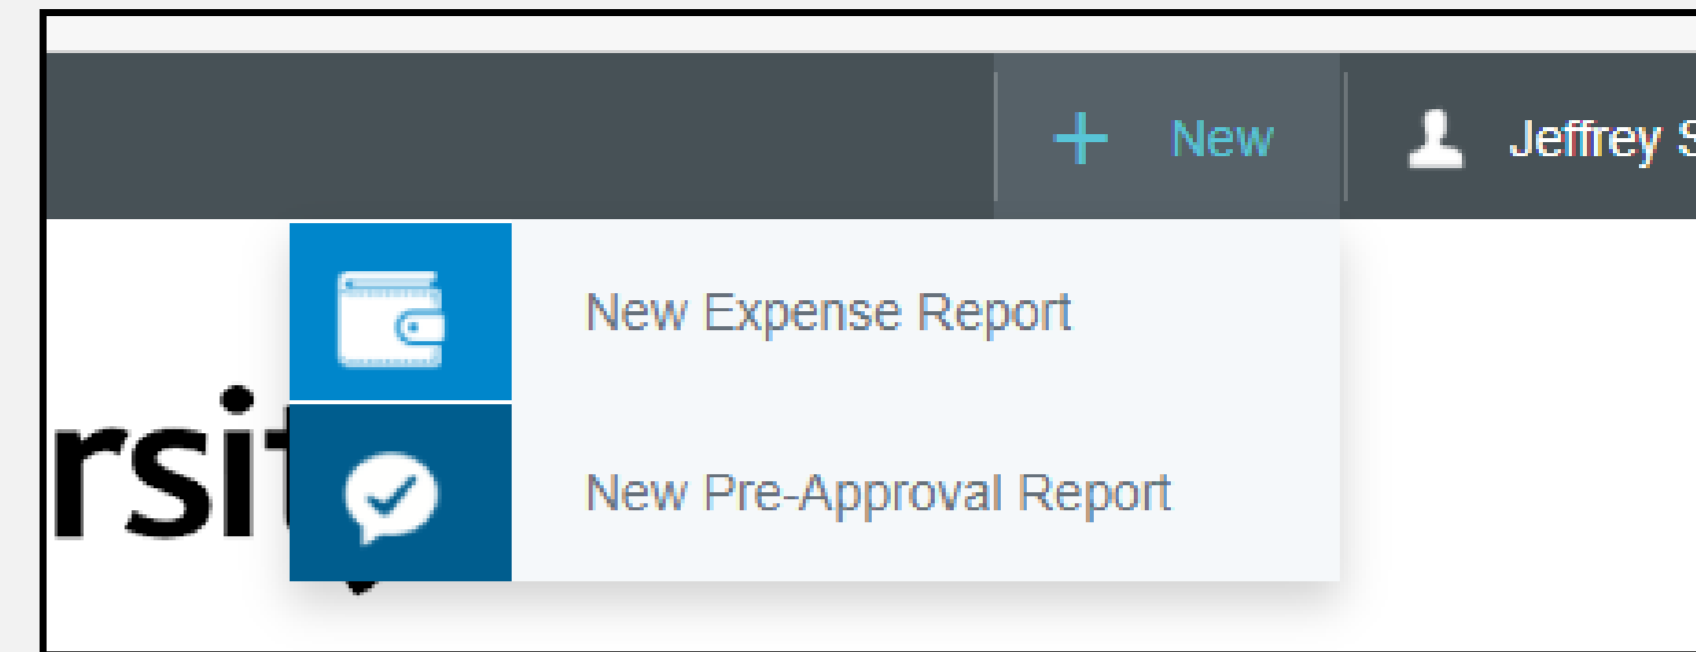 New
Jeffrey S
New Expense Report
New Pre-Approval Report
rsit